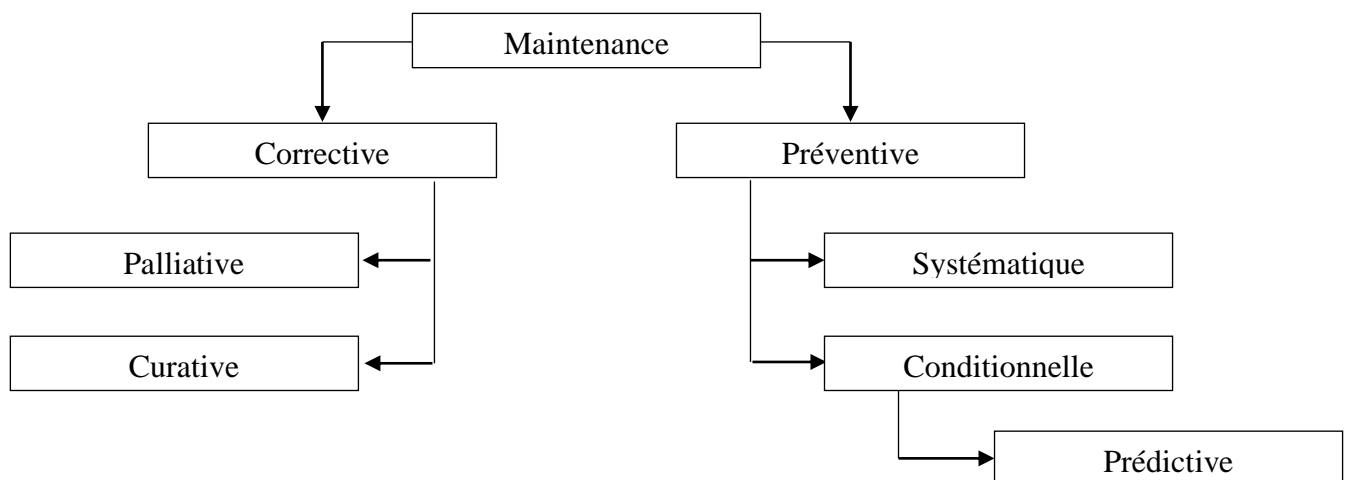 Maintenance
Corrective
Préventive
Palliative
Systématique
Curative
Conditionnelle
Prédictive